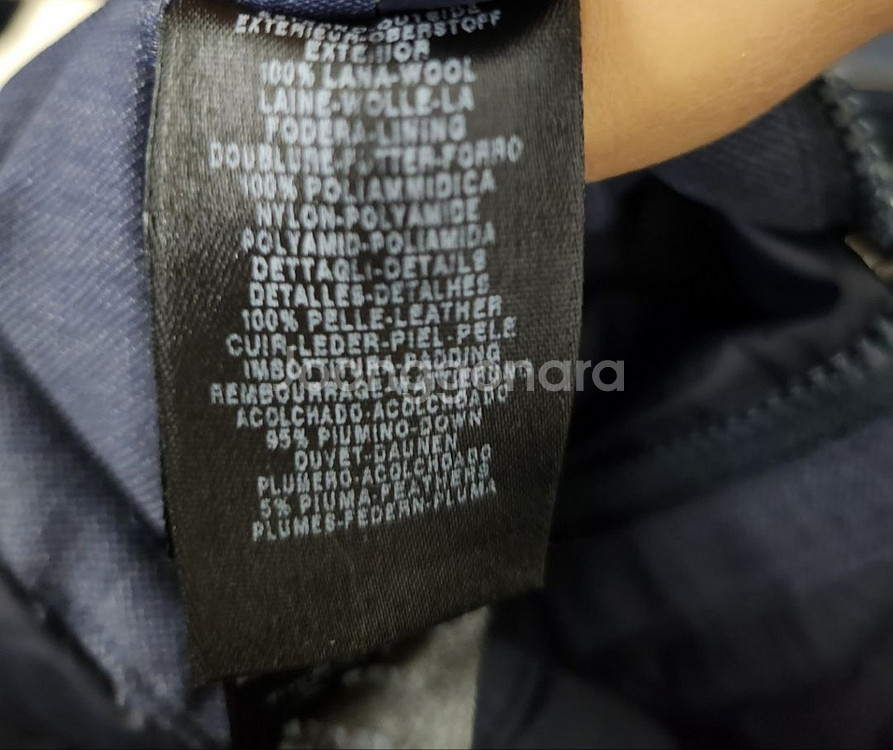 EXTERIEUR-OBERSTOFF
EXTERIOR
100% LANA-WOOL
LAINE-WOLLE-LA
FODERA-LINING
DOUBLURE-FUTTER-FORRO
100% POLIAMMIDICA
NYLON-POLYAMIDE
POLYAMID-POLIAMIDA
DETTAGLI-DETAILS
DETALLES-DETALHES
100% PELLE-LEATHER
CUIR-LEDER-PIEL-PELE
IMBOTTITURA-PADDING
REMBOURRAGE
ACOLCHADO-ACOLCHOADO
95% PIUMINO-DOWN
DUVET-DAUNEN
PLUMERO-ACOLCHOADO
5% PIUMA-FEATHERS
PLUMES-FEDERN-PLUMA
Joonggonara